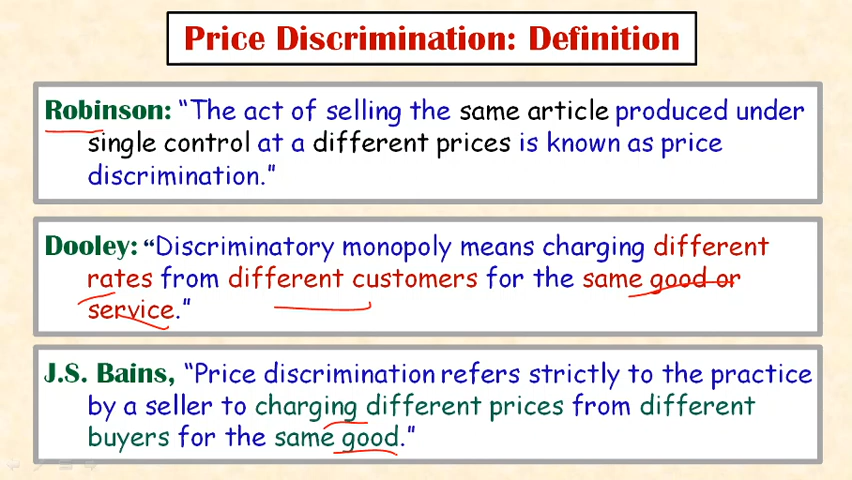 Price Discrimination: Definition
Robinson: “The act of selling the same article produced under
single control at a different prices is known as price
discrimination.”
Dooley: “Discriminatory monopoly means charging different
rates from different customers for the same good or
service.”
J.S. Bains, “Price discrimination refers strictly to the practice
by a seller to charging different prices from different
buyers for the same good.”